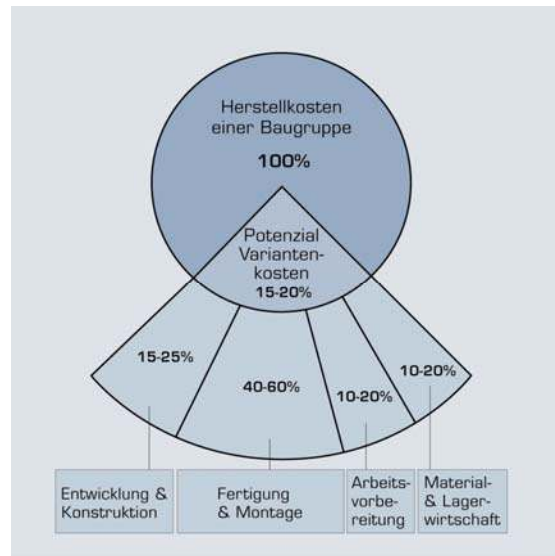 Herstellkosten
einer Baugruppe
100%
Potenzial
Varianten-
kosten
15-20%
15-25%
40-60%
10-20%
10-20%
Entwicklung &
Konstruktion
Fertigung
& Montage
Arbeits-
vorbe-
reitung
Material-
& Lager-
wirtschaft